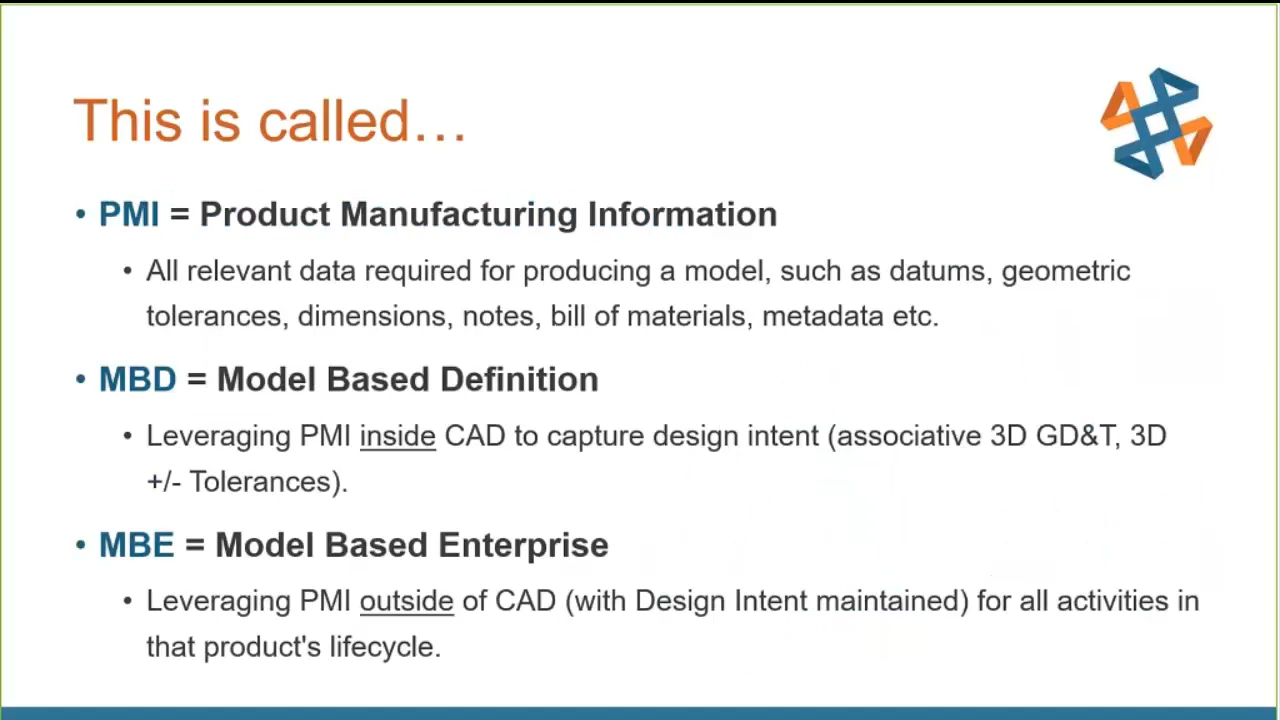 This is called…
• PMI = Product Manufacturing Information
• All relevant data required for producing a model, such as datums, geometric
tolerances, dimensions, notes, bill of materials, metadata etc.
• MBD = Model Based Definition
• Leveraging PMI inside CAD to capture design intent (associative 3D GD&T, 3D
+/- Tolerances).
• MBE = Model Based Enterprise
• Leveraging PMI outside of CAD (with Design Intent maintained) for all activities in
that product's lifecycle.